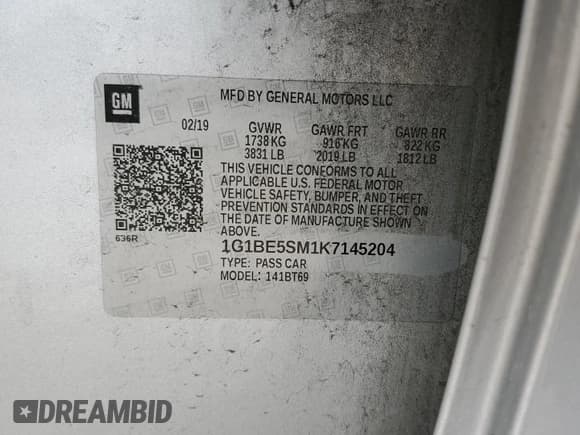 GM
MFD BY GENERAL MOTORS LLC
02/19 GVWR GAWR FRT GAWR RR
1738 KG 916 KG 822 KG
3831 LB 2019 LB 1812 LB
THIS VEHICLE CONFORMS TO ALL
APPLICABLE U.S. FEDERAL MOTOR
VEHICLE SAFETY, BUMPER, AND THEFT
PREVENTION STANDARDS IN EFFECT ON
THE DATE OF MANUFACTURE SHOWN
ABOVE.
636R
1G1BE5SM1K7145204
TYPE: PASS CAR
MODEL: 141BT69
DREAMBID